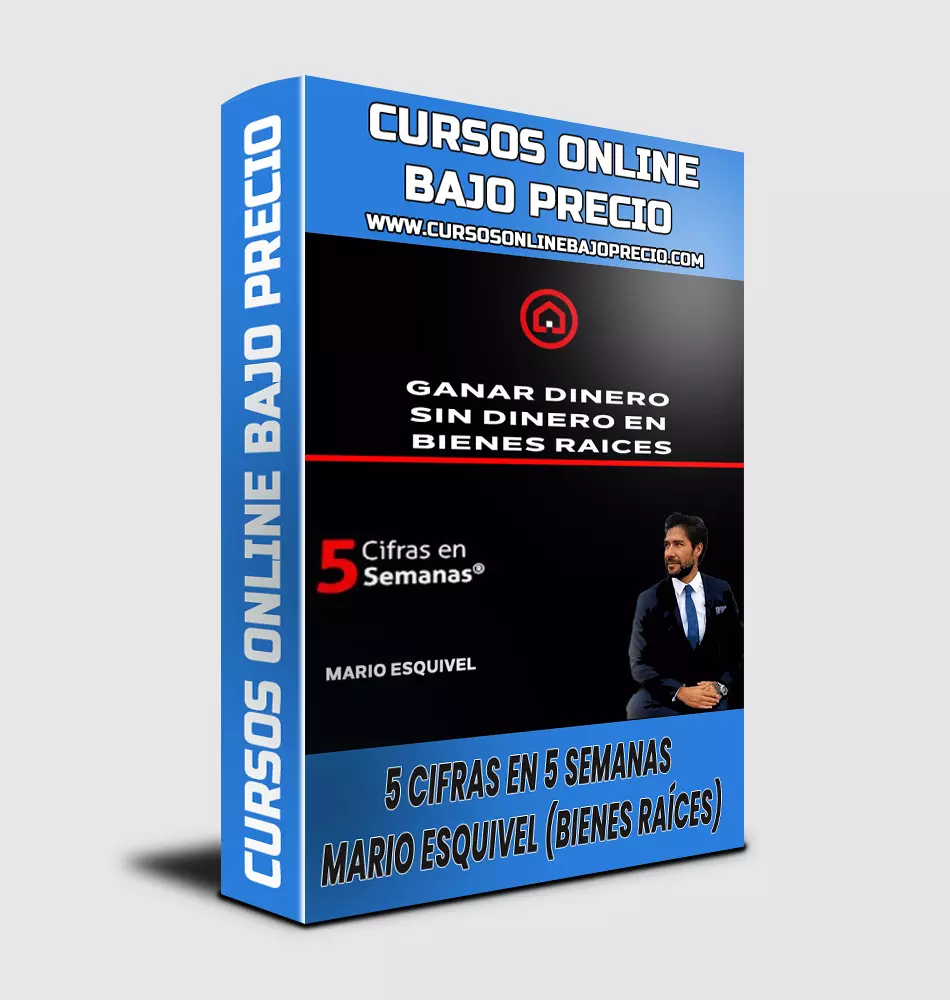 CURSOS ONLINE BAJO PRECIO
CURSOS ONLINE
BAJO PRECIO
WWW.CURSOSONLINEBAJOPRECIO.COM
GANAR DINERO
SIN DINERO EN
BIENES RAICES
5 Cifras en
Semanas®
MARIO ESQUIVEL
5 CIFRAS EN 5 SEMANAS
MARIO ESQUIVEL (BIENES RAÍCES)